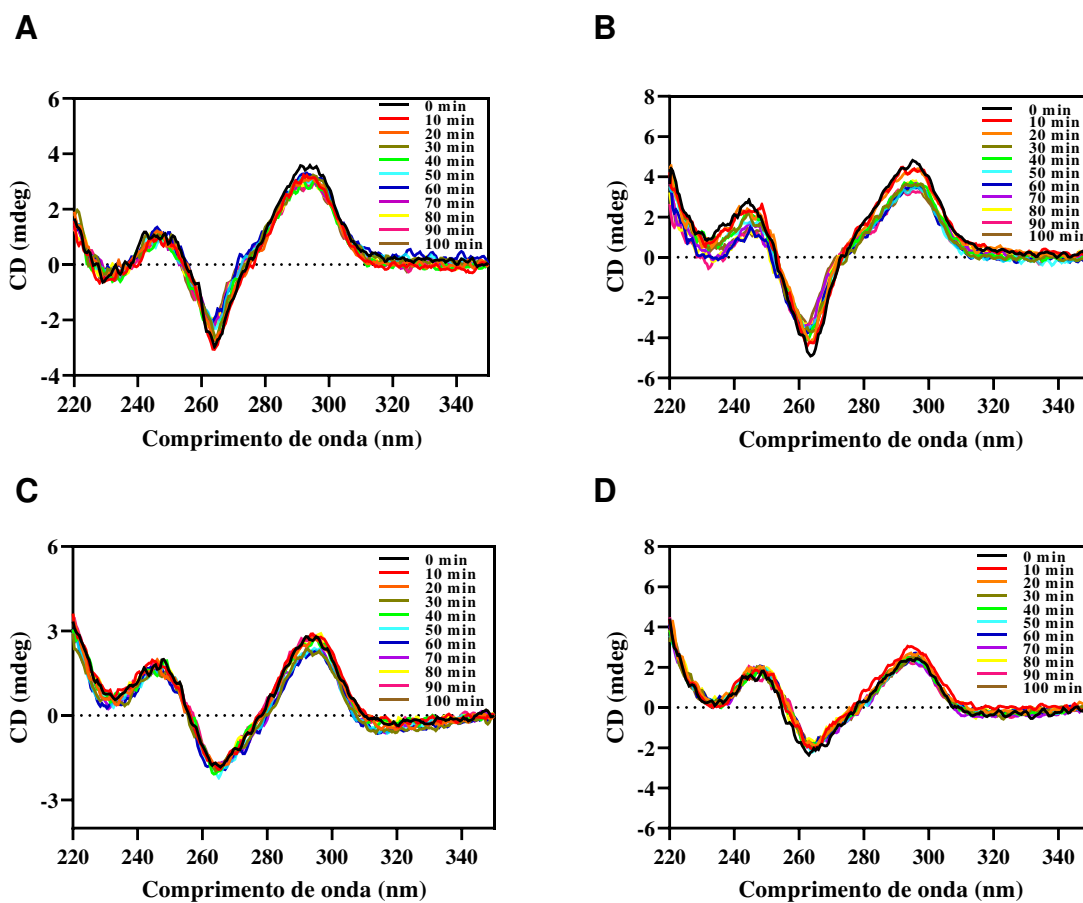 A
CD (mdeg)
6
4
2
0
-2
-4
220 240 260 280 300 320 340
Comprimento de onda (nm)
0 min
10 min
20 min
30 min
40 min
50 min
60 min
70 min
80 min
90 min
100 min
B
CD (mdeg)
8
6
4
2
0
-2
-4
-6
220 240 260 280 300 320 340
Comprimento de onda (nm)
0 min
10 min
20 min
30 min
40 min
50 min
60 min
70 min
80 min
90 min
100 min
C
CD (mdeg)
6
3
0
-3
220 240 260 280 300 320 340
Comprimento de onda (nm)
0 min
10 min
20 min
30 min
40 min
50 min
60 min
70 min
80 min
90 min
100 min
D
CD (mdeg)
8
6
4
2
0
-2
-4
-6
220 240 260 280 300 320 340
Comprimento de onda (nm)
0 min
10 min
20 min
30 min
40 min
50 min
60 min
70 min
80 min
90 min
100 min